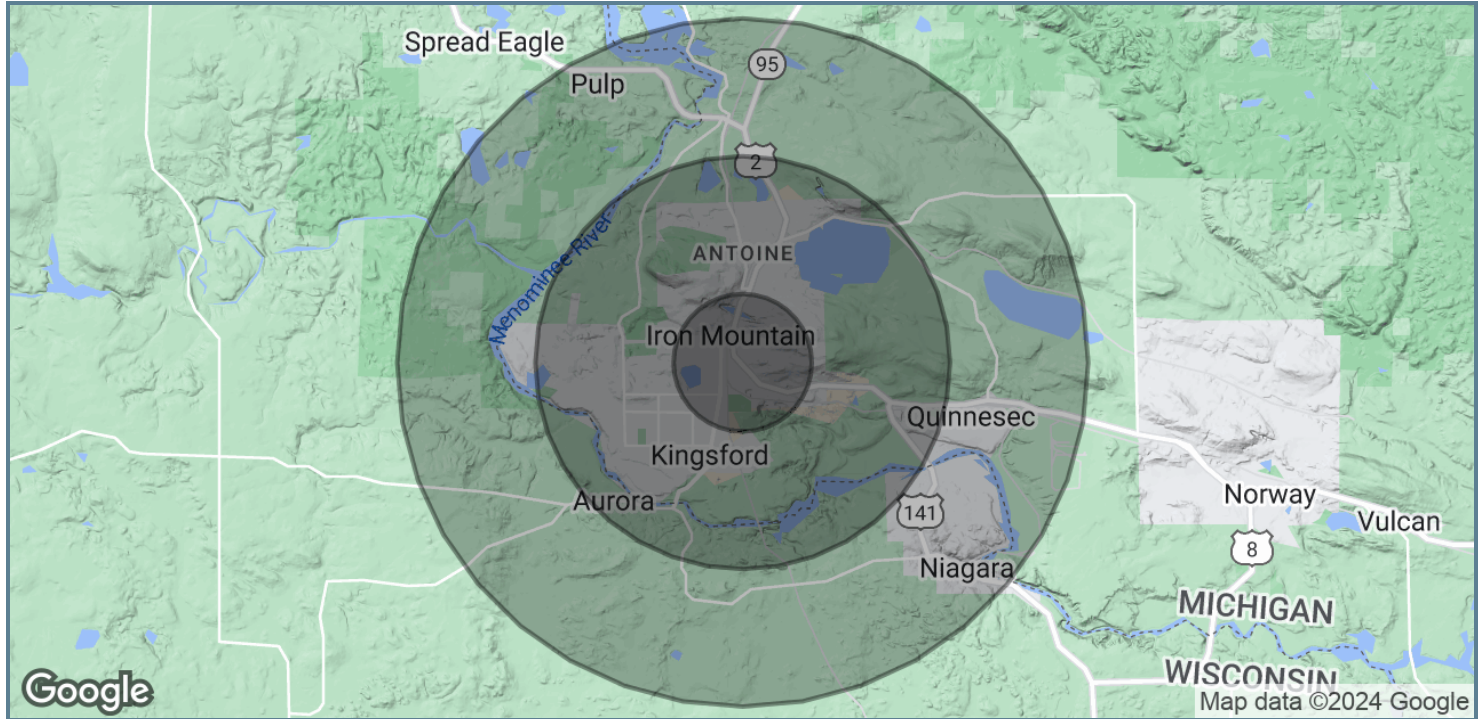 Spread Eagle
Pulp
95
2
Menominee River
ANTOINE
Iron Mountain
Quinnesec
Kingsford
Aurora
141
Norway
Vulcan
8
Niagara
MICHIGAN
WISCONSIN
Google
Map data ©2024 Google